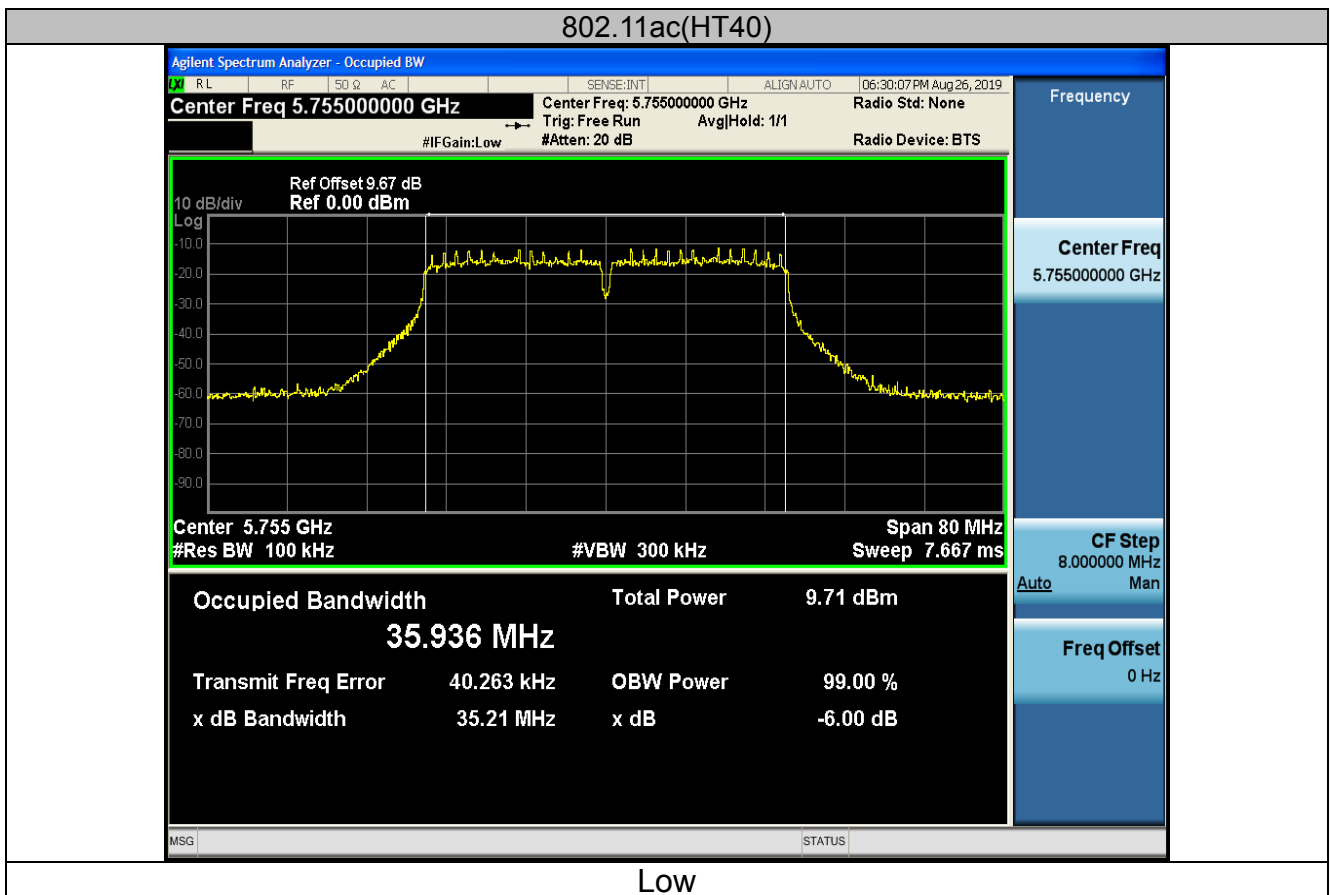 802.11ac(HT40)
Agilent Spectrum Analyzer - Occupied BW
LXI RL RF 50 Ω AC SENSE:INT ALIGN AUTO 06:30:07 PM Aug 26, 2019
Center Freq 5.755000000 GHz Center Freq: 5.755000000 GHz Radio Std: None
Trig: Free Run Avg|Hold: 1/1
#IFGain:Low #Atten: 20 dB Radio Device: BTS
Frequency
Ref Offset 9.67 dB
10 dB/div Ref 0.00 dBm
Log
-10.0
-20.0
-30.0
-40.0
-50.0
-60.0
-70.0
-80.0
-90.0
Center 5.755 GHz Span 80 MHz
#Res BW 100 kHz #VBW 300 kHz Sweep 7.667 ms
Occupied Bandwidth Total Power 9.71 dBm
35.936 MHz
Transmit Freq Error 40.263 kHz OBW Power 99.00 %
x dB Bandwidth 35.21 MHz x dB -6.00 dB
Center Freq
5.755000000 GHz
CF Step
8.000000 MHz
Auto Man
Freq Offset
0 Hz
MSG STATUS
Low